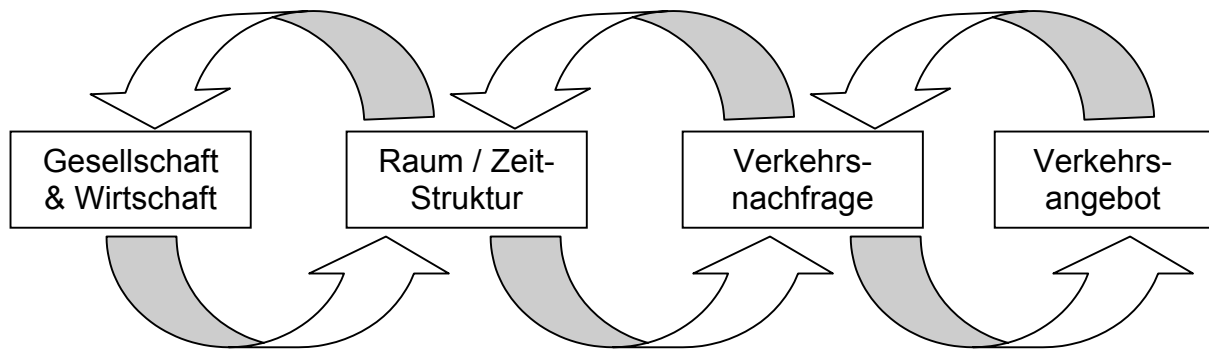 Gesellschaft
& Wirtschaft
Raum / Zeit-
Struktur
Verkehrs-
nachfrage
Verkehrs-
angebot